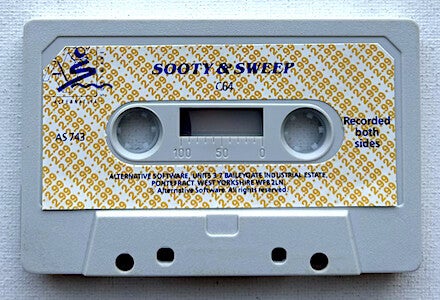 SOOTY & SWEEP
C64
ALTERNATIVE
AS 743
Recorded
both
sides
100 50 0
ALTERNATIVE SOFTWARE, UNITS 3-7 BAILEYGATE INDUSTRIAL ESTATE,
PONTEFRACT, WEST YORKSHIRE WF8 2LN.
Alternative Software. All rights reserved.